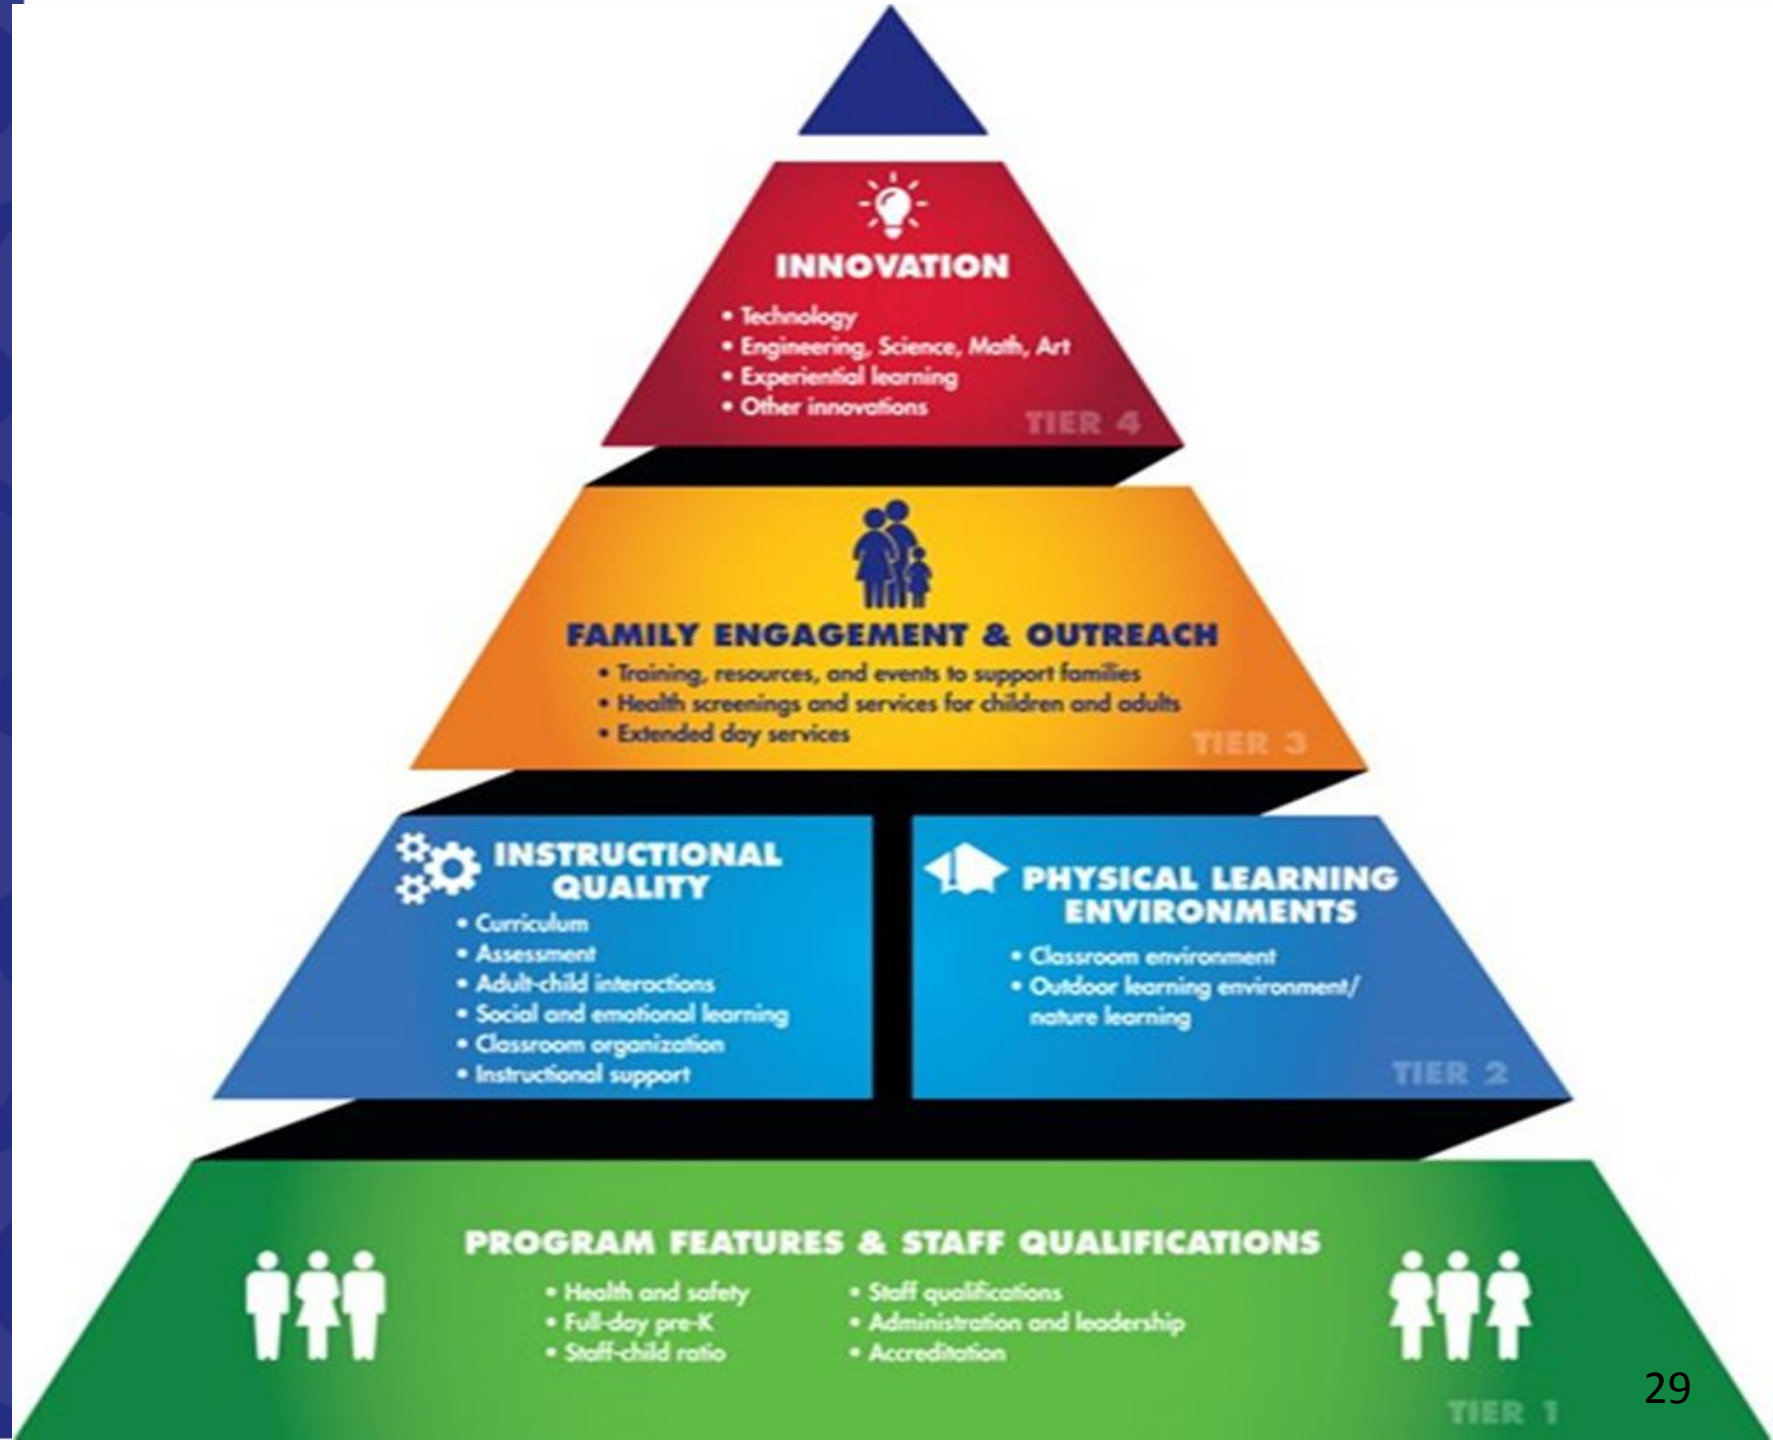 INNOVATION
• Technology
• Engineering, Science, Math, Art
• Experiential learning
• Other innovations
TIER 4
FAMILY ENGAGEMENT & OUTREACH
• Training, resources, and events to support families
• Health screenings and services for children and adults
• Extended day services
TIER 3
INSTRUCTIONAL
QUALITY
• Curriculum
• Assessment
• Adult-child interactions
• Social and emotional learning
• Classroom organization
• Instructional support
PHYSICAL LEARNING
ENVIRONMENTS
• Classroom environment
• Outdoor learning environment/
nature learning
TIER 2
PROGRAM FEATURES & STAFF QUALIFICATIONS
• Health and safety
• Full-day pre-K
• Staff-child ratio
• Staff qualifications
• Administration and leadership
• Accreditation
TIER 1
29